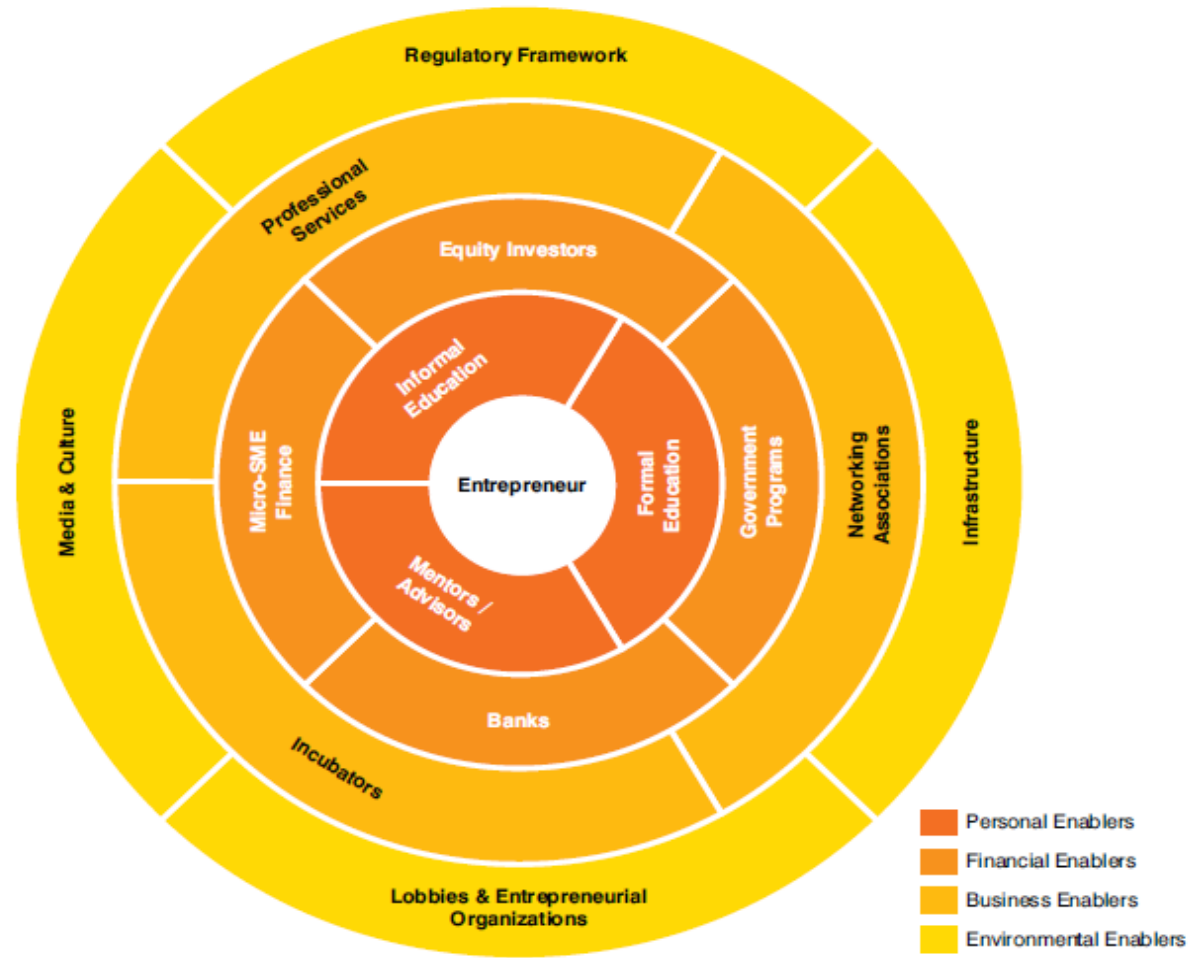 Regulatory Framework
Professional
Services
Equity Investors
Informal
Education
Media & Culture
Micro-SME
Finance
Entrepreneur
Formal
Education
Government
Programs
Networking
Associations
Infrastructure
Mentors /
Advisors
Banks
Incubators
Lobbies & Entrepreneurial
Organizations
Personal Enablers
Financial Enablers
Business Enablers
Environmental Enablers